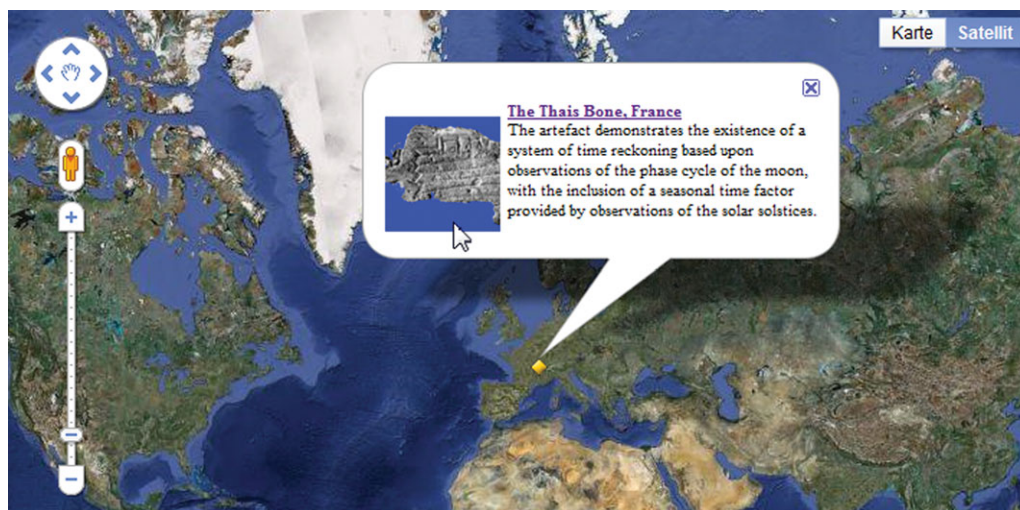 Karte Satellit
The Thais Bone, France
The artefact demonstrates the existence of a
system of time reckoning based upon
observations of the phase cycle of the moon,
with the inclusion of a seasonal time factor
provided by observations of the solar solstices.